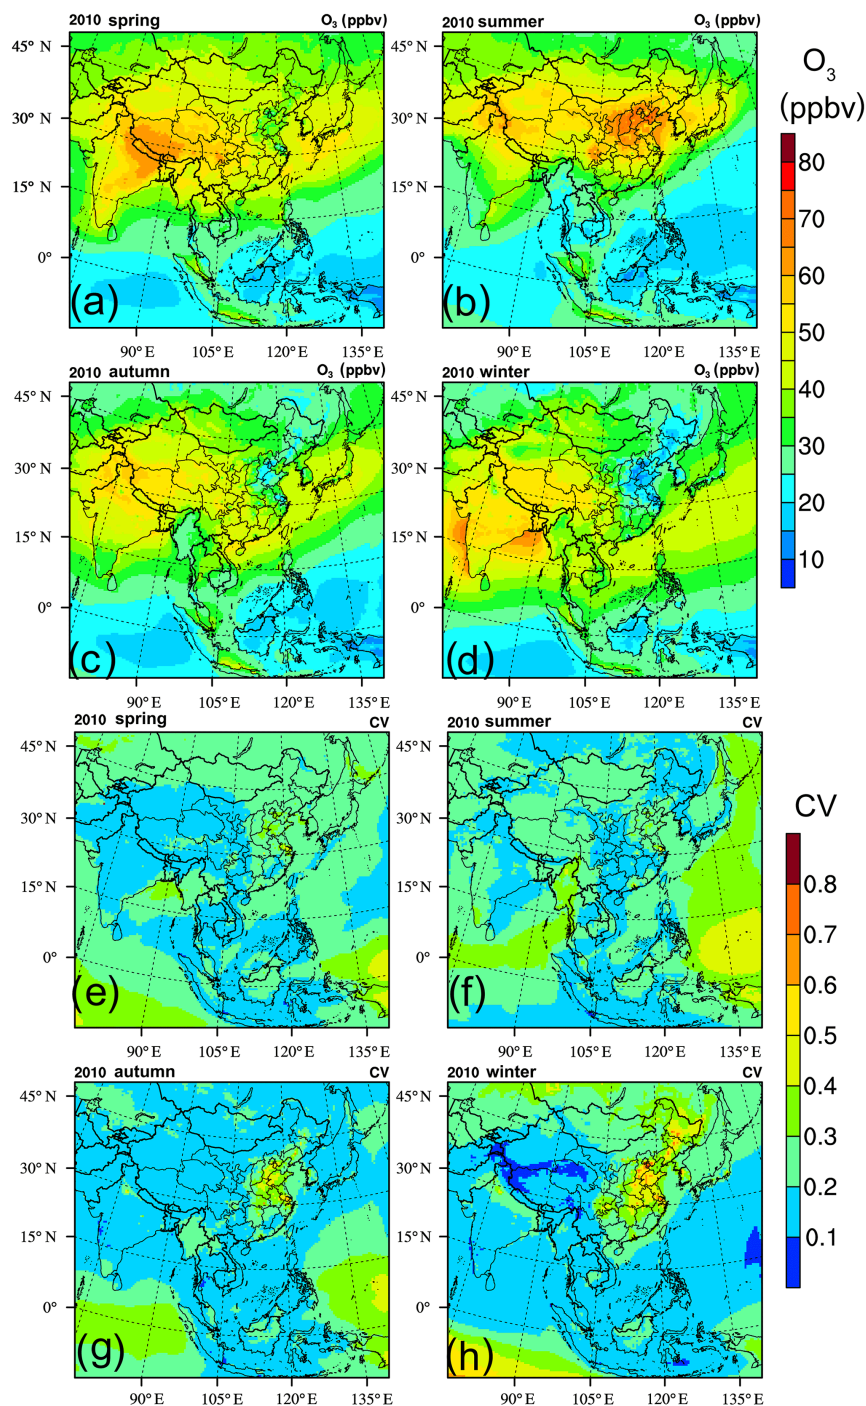 2010 spring O₃ (ppbv)
2010 summer O₃ (ppbv)
O₃
(ppbv)
45° N
30° N
15° N
0°
(a)
90° E 105° E 120° E 135° E
45° N
30° N
15° N
0°
(b)
90° E 105° E 120° E 135° E
80
70
60
50
40
30
20
10
2010 autumn O₃ (ppbv)
2010 winter O₃ (ppbv)
45° N
30° N
15° N
0°
(c)
90° E 105° E 120° E 135° E
45° N
30° N
15° N
0°
(d)
90° E 105° E 120° E 135° E
2010 spring CV
2010 summer CV
45° N
30° N
15° N
0°
(e)
90° E 105° E 120° E 135° E
45° N
30° N
15° N
0°
(f)
90° E 105° E 120° E 135° E
CV
0.8
0.7
0.6
0.5
0.4
0.3
0.2
0.1
2010 autumn CV
2010 winter CV
45° N
30° N
15° N
0°
(g)
90° E 105° E 120° E 135° E
45° N
30° N
15° N
0°
(h)
90° E 105° E 120° E 135° E